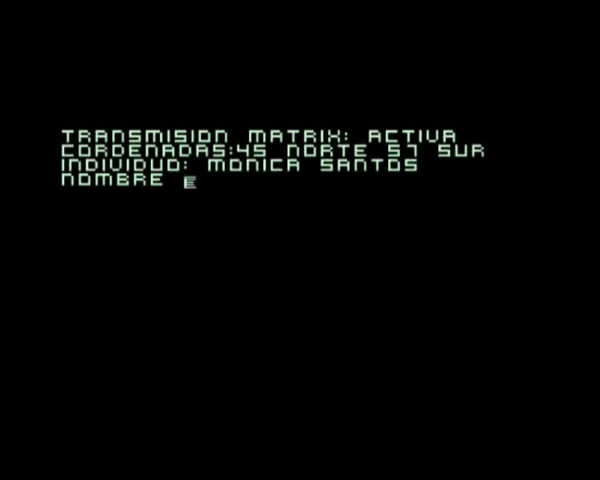 TRANSMISION MATRIX: ACTIVA
CORDENADAS:45 NORTE 57 SUR
INDIVIDUO: MONICA SANTOS
NOMBRE E